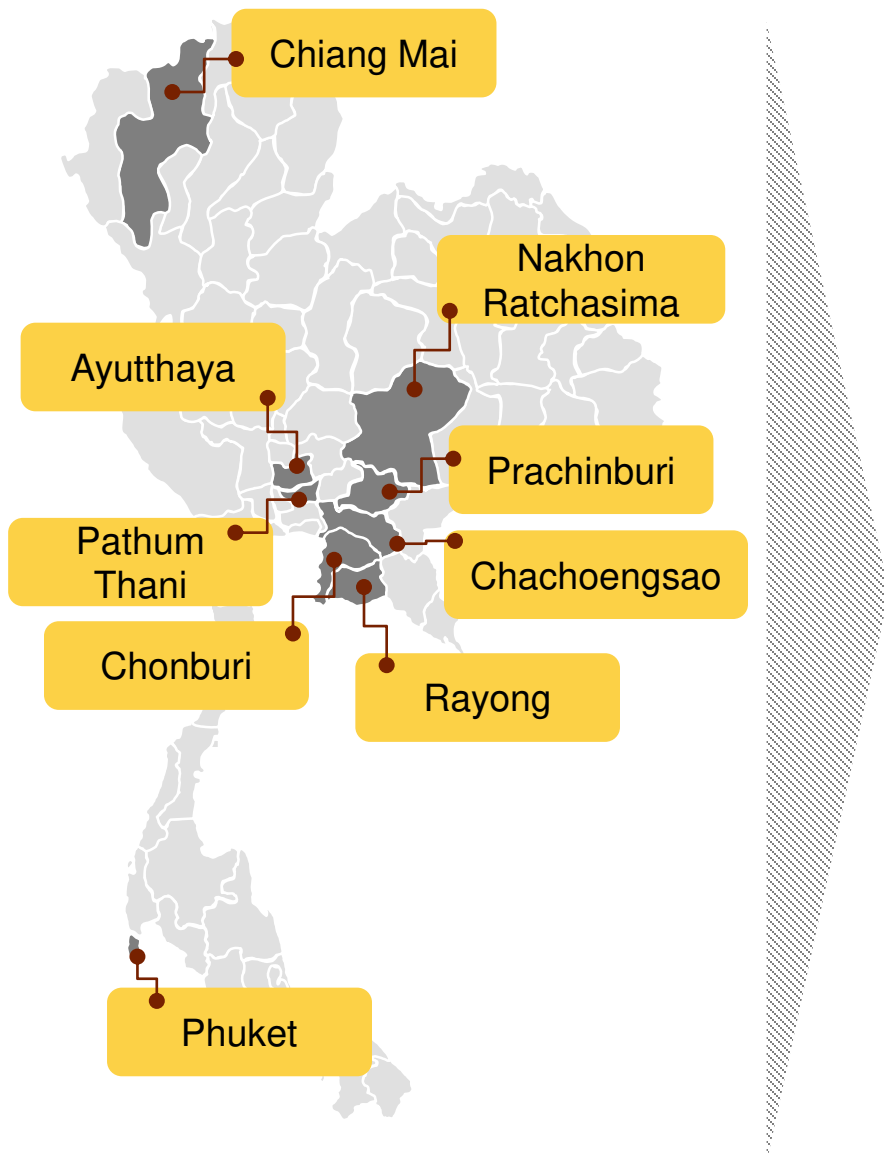 Chiang Mai
Nakhon
Ratchasima
Ayutthaya
Prachinburi
Pathum
Thani
Chachoengsao
Chonburi
Rayong
Phuket